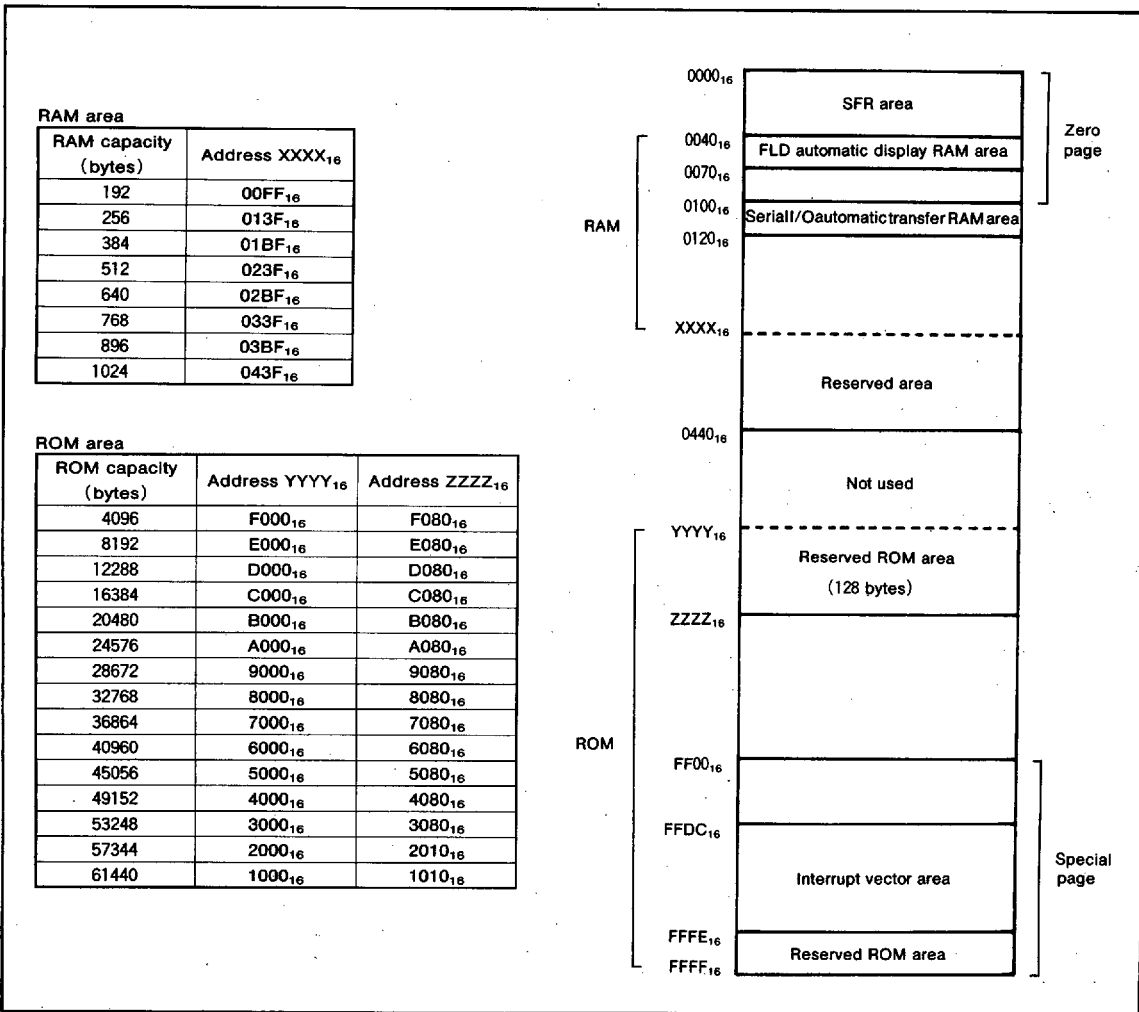 RAM area
RAM capacity (bytes) Address XXXX₁₆
192 00FF₁₆
256 013F₁₆
384 01BF₁₆
512 023F₁₆
640 02BF₁₆
768 033F₁₆
896 03BF₁₆
1024 043F₁₆
ROM area
ROM capacity (bytes) Address YYYY₁₆ Address ZZZZ₁₆
4096 F000₁₆ F080₁₆
8192 E000₁₆ E080₁₆
12288 D000₁₆ D080₁₆
16384 C000₁₆ C080₁₆
20480 B000₁₆ B080₁₆
24576 A000₁₆ A080₁₆
28672 9000₁₆ 9080₁₆
32768 8000₁₆ 8080₁₆
36864 7000₁₆ 7080₁₆
40960 6000₁₆ 6080₁₆
45056 5000₁₆ 5080₁₆
49152 4000₁₆ 4080₁₆
53248 3000₁₆ 3080₁₆
57344 2000₁₆ 2010₁₆
61440 1000₁₆ 1010₁₆
0000₁₆
SFR area
Zero page
0040₁₆
FLD automatic display RAM area
0070₁₆
0100₁₆
SerialI/Oautomatictransfer RAM area
RAM
0120₁₆
XXXX₁₆
Reserved area
0440₁₆
Not used
YYYY₁₆
Reserved ROM area
(128 bytes)
ZZZZ₁₆
ROM
FF00₁₆
FFDC₁₆
Special page
Interrupt vector area
FFFE₁₆
Reserved ROM area
FFFF₁₆